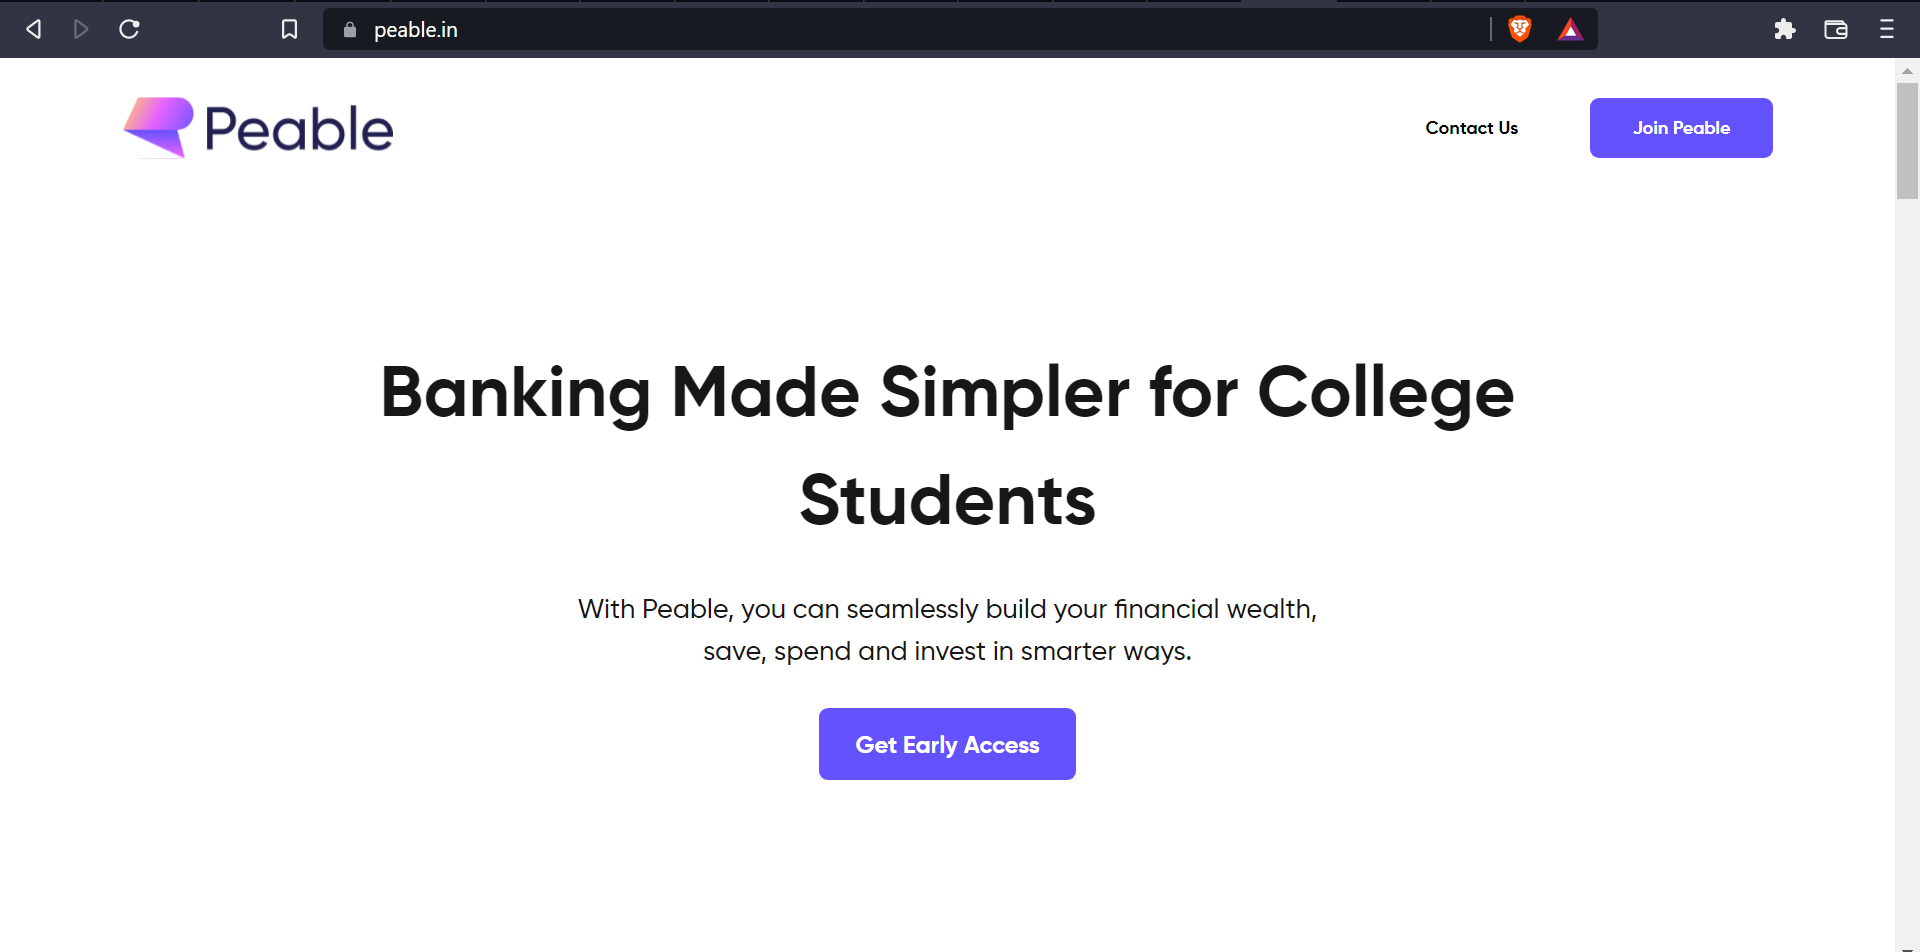 peable.in
Peable
Contact Us
Join Peable
Banking Made Simpler for College
Students
With Peable, you can seamlessly build your financial wealth,
save, spend and invest in smarter ways.
Get Early Access